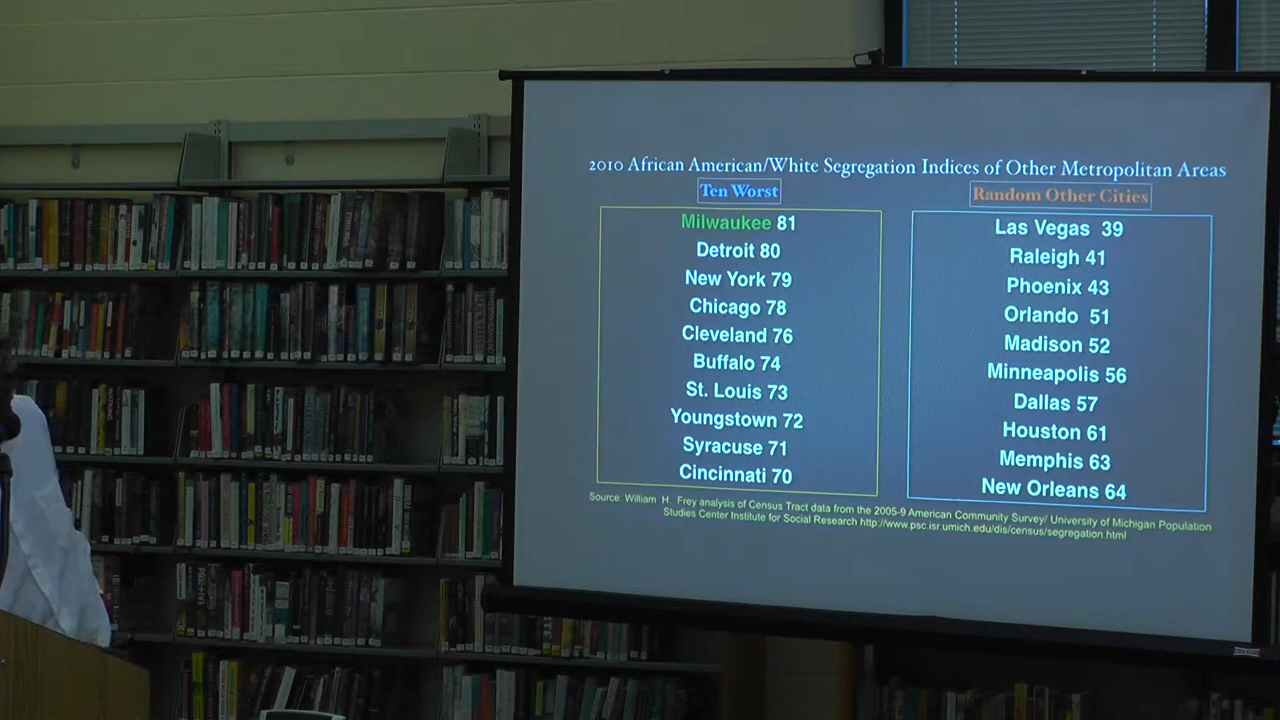 2010 African American/White Segregation Indices of Other Metropolitan Areas
Ten Worst
Milwaukee 81
Detroit 80
New York 79
Chicago 78
Cleveland 76
Buffalo 74
St. Louis 73
Youngstown 72
Syracuse 71
Cincinnati 70
Random Other Cities
Las Vegas 39
Raleigh 41
Phoenix 43
Orlando 51
Madison 52
Minneapolis 56
Dallas 57
Houston 61
Memphis 63
New Orleans 64
Source: William H. Frey analysis of Census Tract data from the 2005-9 American Community Survey/ University of Michigan Population
Studies Center Institute for Social Research http://www.psc.isr.umich.edu/dis/census/segregation.html